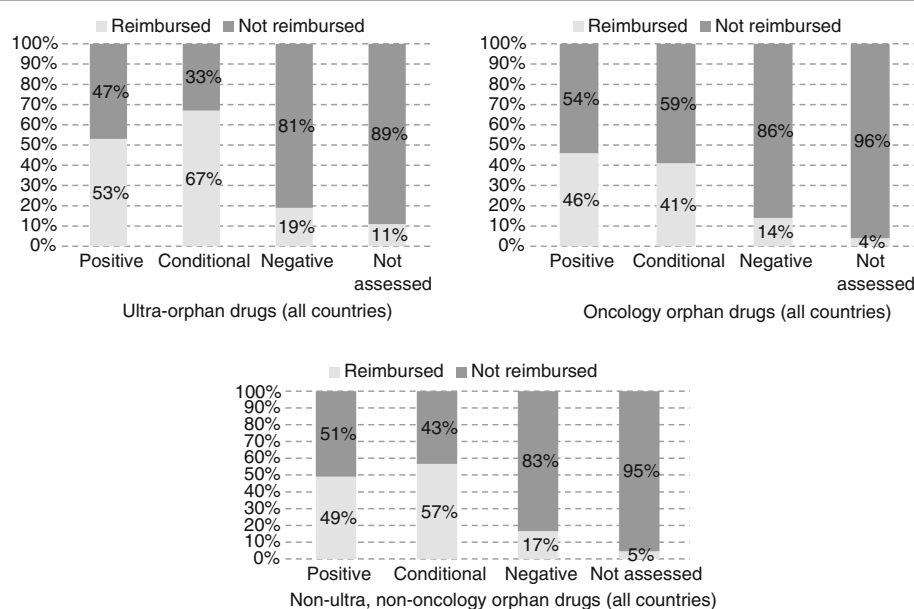 Reimbursed Not reimbursed
100%
90%
80%
70%
60%
50%
40%
30%
20%
10%
0%
47% 33% 81% 89%
53% 67% 19% 11%
Positive Conditional Negative Not assessed
Ultra-orphan drugs (all countries)
Reimbursed Not reimbursed
100%
90%
80%
70%
60%
50%
40%
30%
20%
10%
0%
54% 59% 86% 96%
46% 41% 14% 4%
Positive Conditional Negative Not assessed
Oncology orphan drugs (all countries)
Reimbursed Not reimbursed
100%
90%
80%
70%
60%
50%
40%
30%
20%
10%
0%
51% 43% 83% 95%
49% 57% 17% 5%
Positive Conditional Negative Not assessed
Non-ultra, non-oncology orphan drugs (all countries)